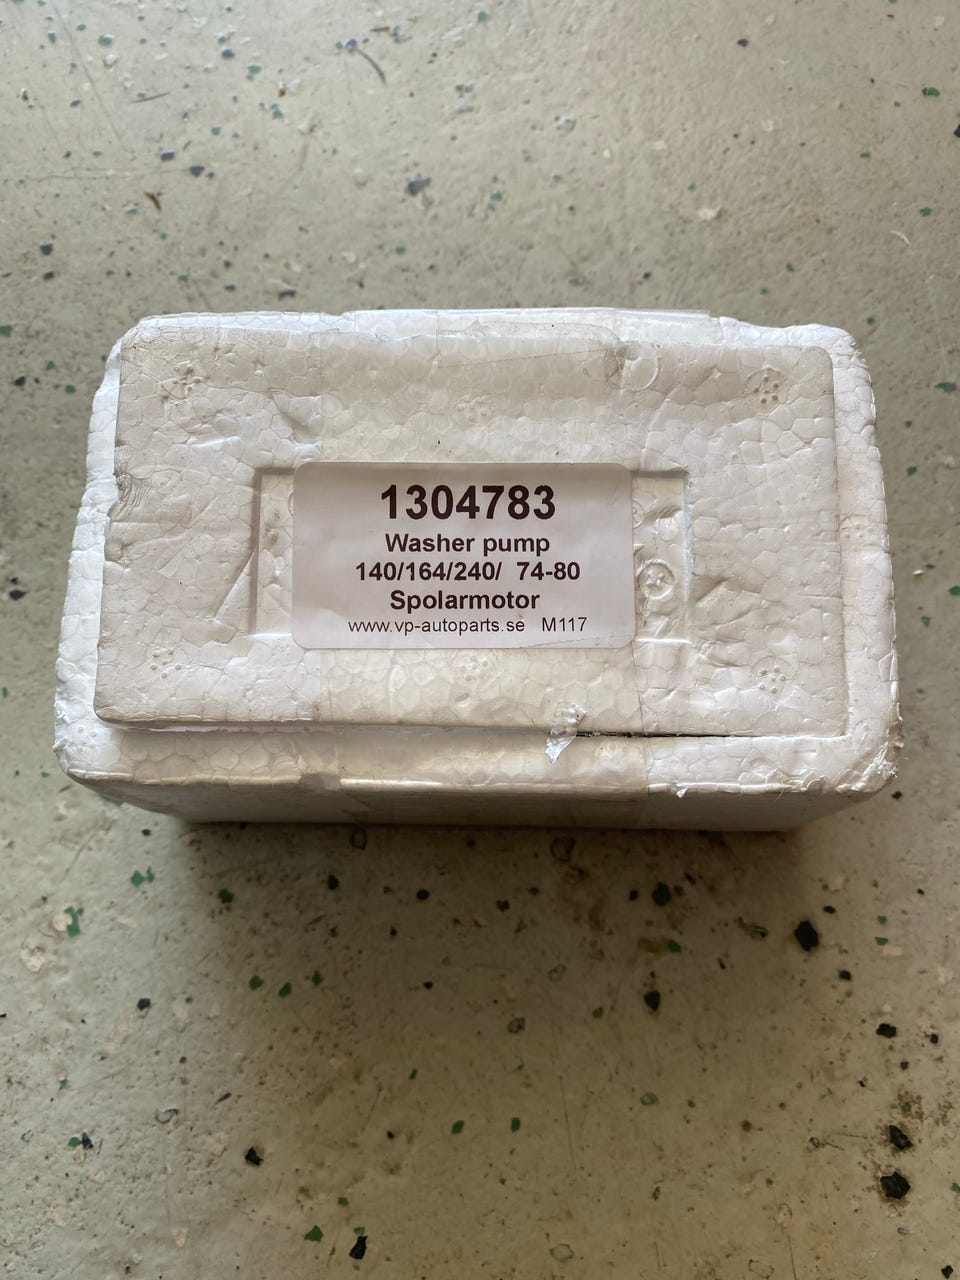 1304783
Washer pump
140/164/240/ 74-80
Spolarmotor
www.vp-autoparts.se M117